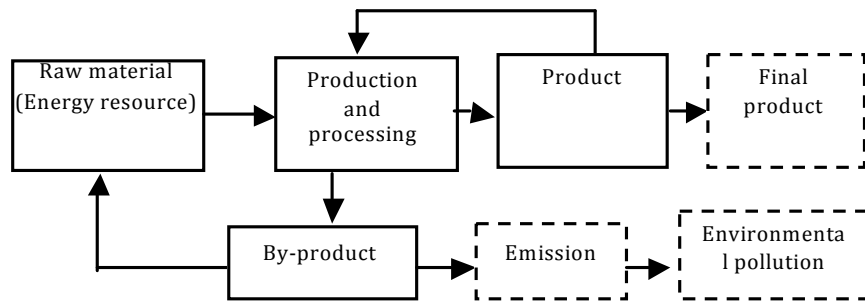 Raw material
(Energy resource)
Production
and
processing
Product
Final
product
By-product
Emission
Environmenta
l pollution